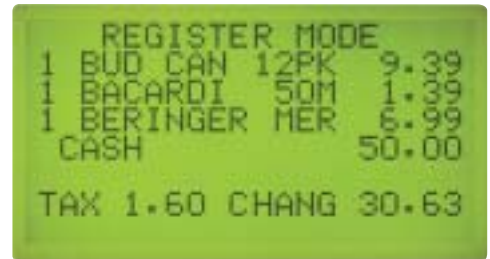 REGISTER MODE
1 BUD CAN 12PK 9.39
1 BACARDI 50M 1.39
1 BERINGER MER 6.99
CASH 50.00
TAX 1.60 CHANG 30.63